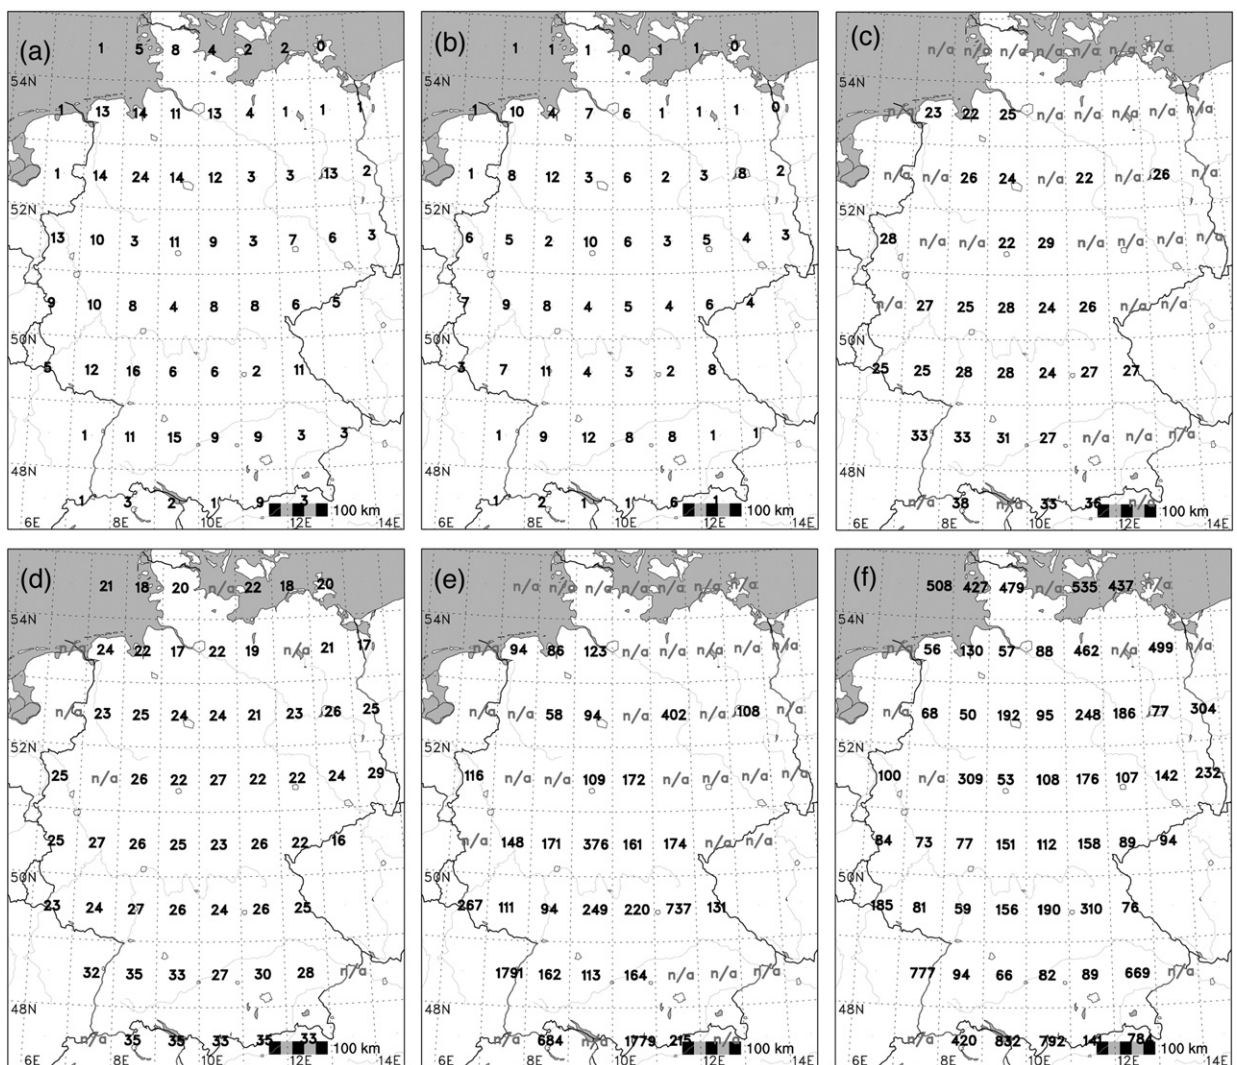 (a) 1 5 8 4 2 2 0
54N
1 13 14 11 13 4 1 1 1
1 14 24 14 12 3 3 13 2
52N
13 10 3 11 9 3 7 6 3
9 10 8 4 8 8 6 5
50N
5 12 16 6 6 2 11
1 11 15 9 9 3 3
48N
1 3 2 1 9 3
100 km
6E 8E 10E 12E 14E
(b) 1 1 1 0 1 1 0
54N
1 10 4 7 6 1 1 1 0
1 8 12 3 6 2 3 8 2
52N
6 5 2 10 6 3 5 4 3
7 9 8 4 5 4 6 4
50N
3 7 11 4 3 2 8
1 9 12 8 8 1 1
48N
1 2 1 1 6 1
100 km
6E 8E 10E 12E 14E
(c) n/a n/a n/a n/a n/a n/a n/a
54N
n/a 23 22 25 n/a n/a n/a n/a n/a
n/a n/a 26 24 n/a 22 n/a 26 n/a
52N
28 n/a n/a 22 29 n/a n/a n/a n/a
n/a 27 25 28 24 26 n/a n/a
50N
25 25 28 28 24 27 27
33 33 31 27 n/a n/a n/a
48N
n/a 38 n/a 33 36 n/a
100 km
6E 8E 10E 12E 14E
(d) 21 18 20 n/a 22 18 20
54N
n/a 24 22 17 22 19 n/a 21 17
n/a 23 25 24 24 21 23 26 25
52N
25 n/a 26 22 27 22 22 24 29
25 27 26 25 23 26 22 16
50N
23 24 27 26 24 26 25
32 35 33 27 30 28 n/a
48N
n/a 35 35 33 35 33
100 km
6E 8E 10E 12E 14E
(e) n/a n/a n/a n/a n/a n/a n/a
54N
n/a 94 86 123 n/a n/a n/a n/a n/a
n/a n/a 58 94 n/a 402 n/a 108 n/a
52N
116 n/a n/a 109 172 n/a n/a n/a n/a
n/a 148 171 376 161 174 n/a n/a
50N
267 111 94 249 220 737 131
1791 162 113 164 n/a n/a n/a
48N
n/a 684 n/a 1779 215 n/a
100 km
6E 8E 10E 12E 14E
(f) 508 427 479 n/a 535 437 n/a
54N
n/a 56 130 57 88 462 n/a 499 n/a
n/a 68 50 192 95 248 186 77 304
52N
100 n/a 309 53 108 176 107 142 232
84 73 77 151 112 158 89 94
50N
185 81 59 156 190 310 76
777 94 66 82 89 669 n/a
48N
n/a 420 832 792 141 784
100 km
6E 8E 10E 12E 14E